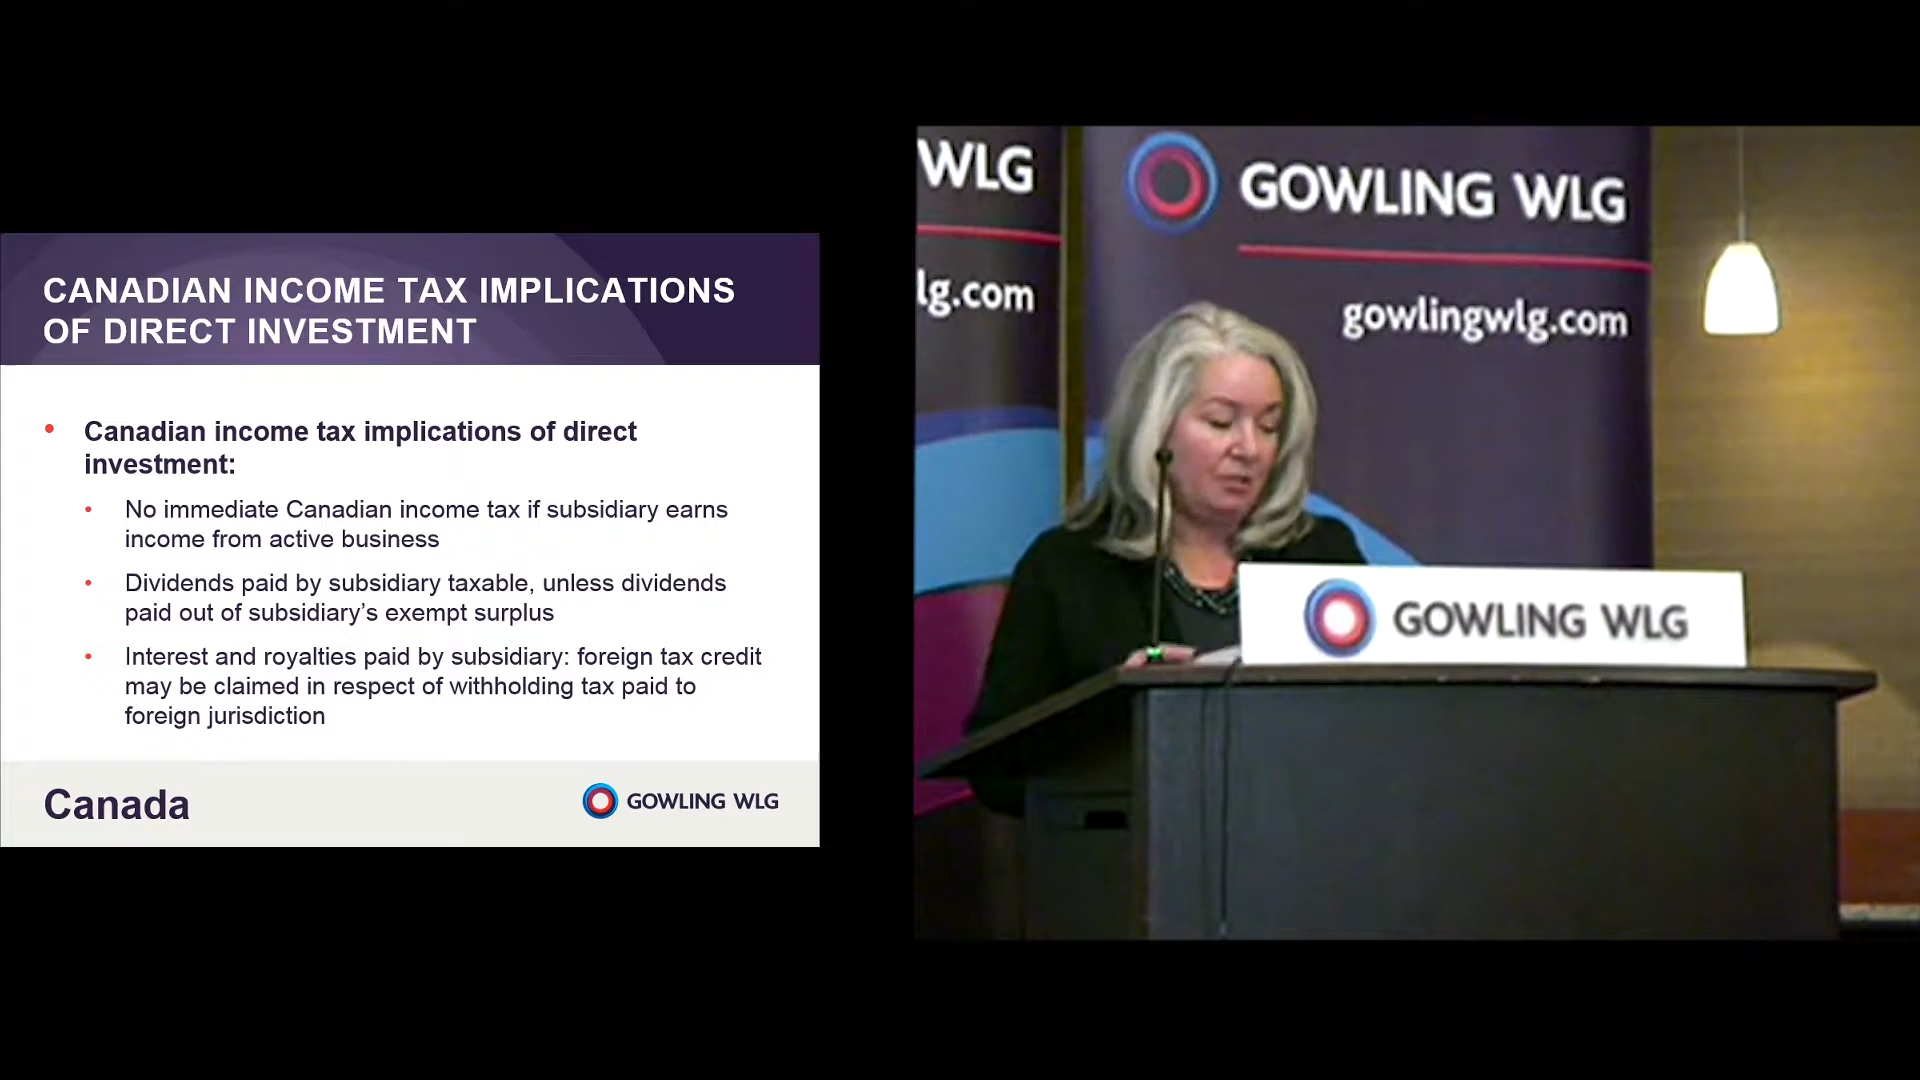 CANADIAN INCOME TAX IMPLICATIONS
OF DIRECT INVESTMENT
• Canadian income tax implications of direct
investment:
• No immediate Canadian income tax if subsidiary earns
income from active business
• Dividends paid by subsidiary taxable, unless dividends
paid out of subsidiary’s exempt surplus
• Interest and royalties paid by subsidiary: foreign tax credit
may be claimed in respect of withholding tax paid to
foreign jurisdiction
Canada
GOWLING WLG
WLG
lg.com
GOWLING WLG
gowlingwlg.com
GOWLING WLG